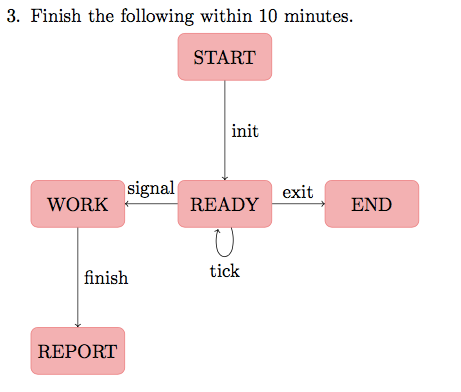 3. Finish the following within 10 minutes.
START
init
signal
exit
WORK
READY
END
tick
finish
REPORT